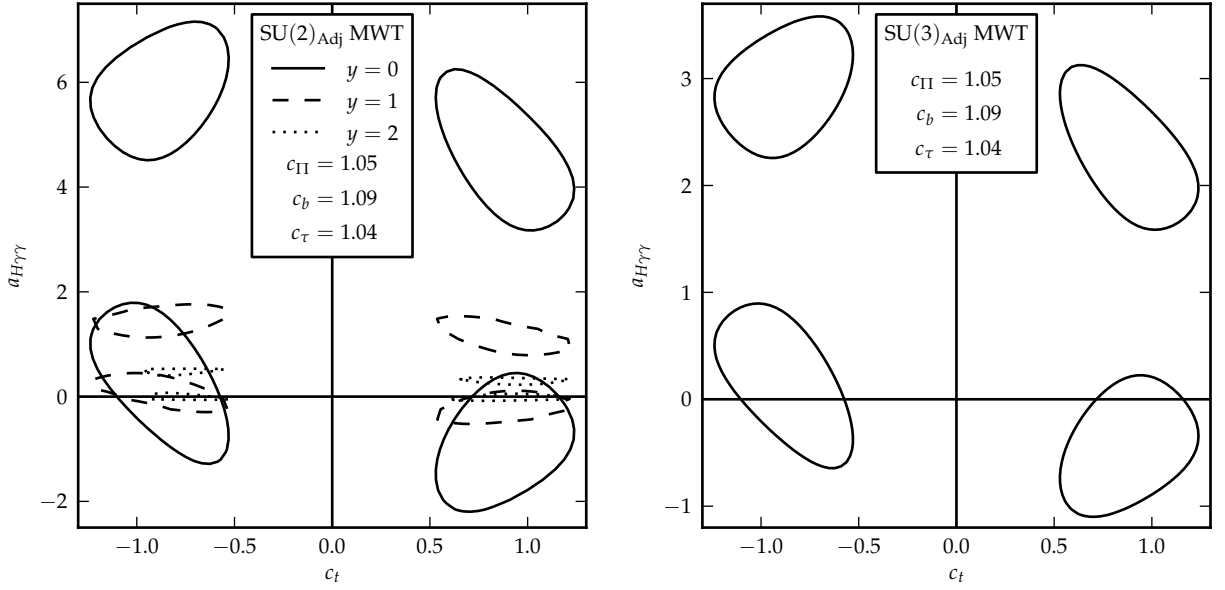 SU(2)Adj MWT
y = 0
y = 1
y = 2
cΠ = 1.05
cb = 1.09
cτ = 1.04
6
4
2
0
−2
aHγγ
−1.0 −0.5 0.0 0.5 1.0
ct
SU(3)Adj MWT
cΠ = 1.05
cb = 1.09
cτ = 1.04
3
2
1
0
−1
aHγγ
−1.0 −0.5 0.0 0.5 1.0
ct